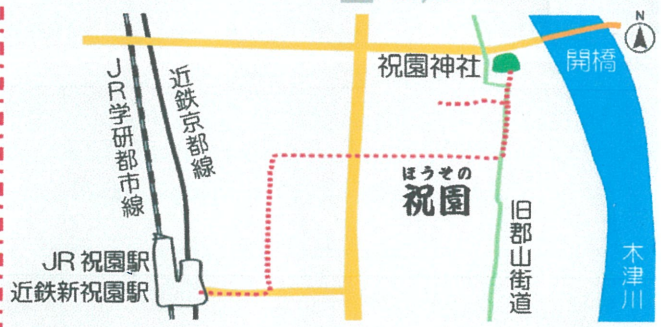 N
開橋
祝園神社
JR学研都市線
近鉄京都線
ほうその
祝園
旧郡山街道
木津川
JR祝園駅
近鉄新祝園駅